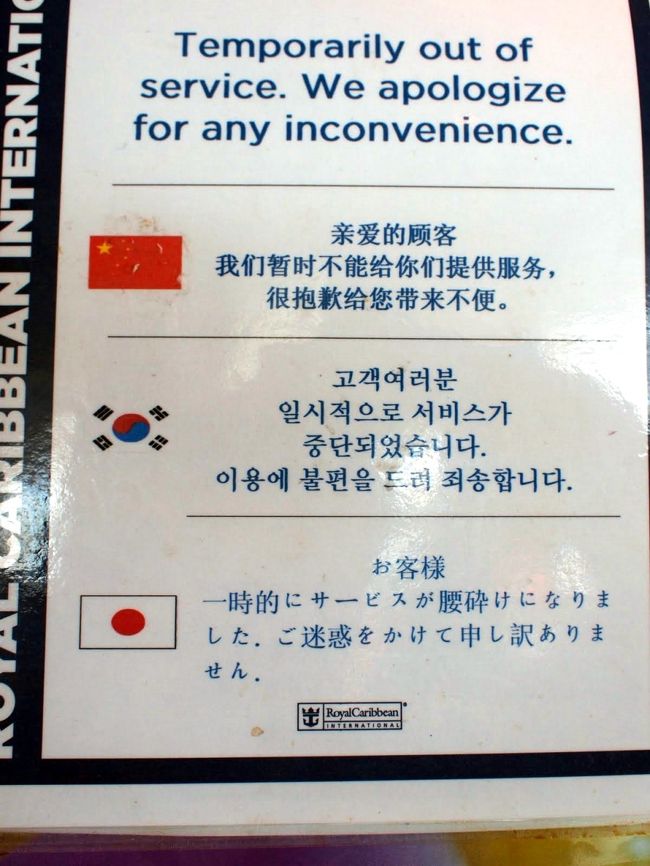 ROYAL CARIBBEAN INTERNATIO
Temporarily out of
service. We apologize
for any inconvenience.
亲爱的顾客
我们暂时不能给你们提供服务，
很抱歉给您带来不便。
고객여러분
일시적으로 서비스가
중단되었습니다.
이용에 불편을 드려 죄송합니다.
お客様
一時的にサービスが腰砕けになりま
した. ご迷惑をかけて申し訳ありま
せん.
RoyalCaribbean®
INTERNATIONAL